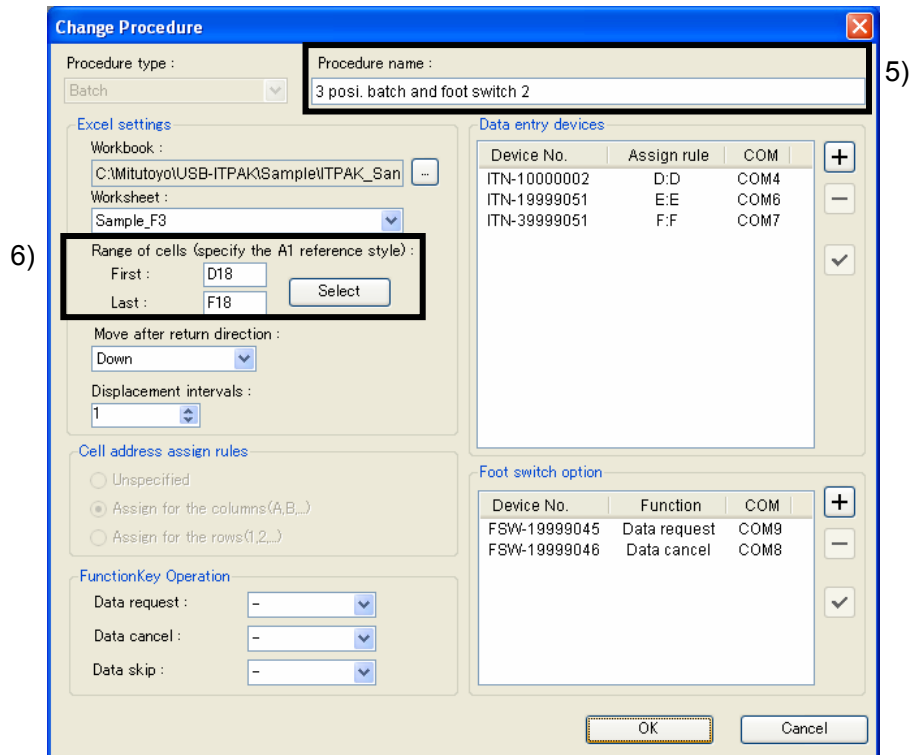 Change Procedure
Procedure type :
Batch
Procedure name :
3 posi. batch and foot switch 2
5)
Excel settings
Workbook :
C:\Mitutoyo\USB-ITPAK\Sample\ITPAK_San
...
Worksheet :
Sample_F3
6)
Range of cells (specify the A1 reference style) :
First : D18
Last : F18
Select
Move after return direction :
Down
Displacement intervals :
1
Cell address assign rules
Unspecified
Assign for the columns(A,B,...)
Assign for the rows(1,2,...)
FunctionKey Operation
Data request : -
Data cancel : -
Data skip : -
Data entry devices
Device No. Assign rule COM
ITN-10000002 D:D COM4
ITN-19999051 E:E COM6
ITN-39999051 F:F COM7
Foot switch option
Device No. Function COM
FSW-19999045 Data request COM9
FSW-19999046 Data cancel COM8
OK Cancel